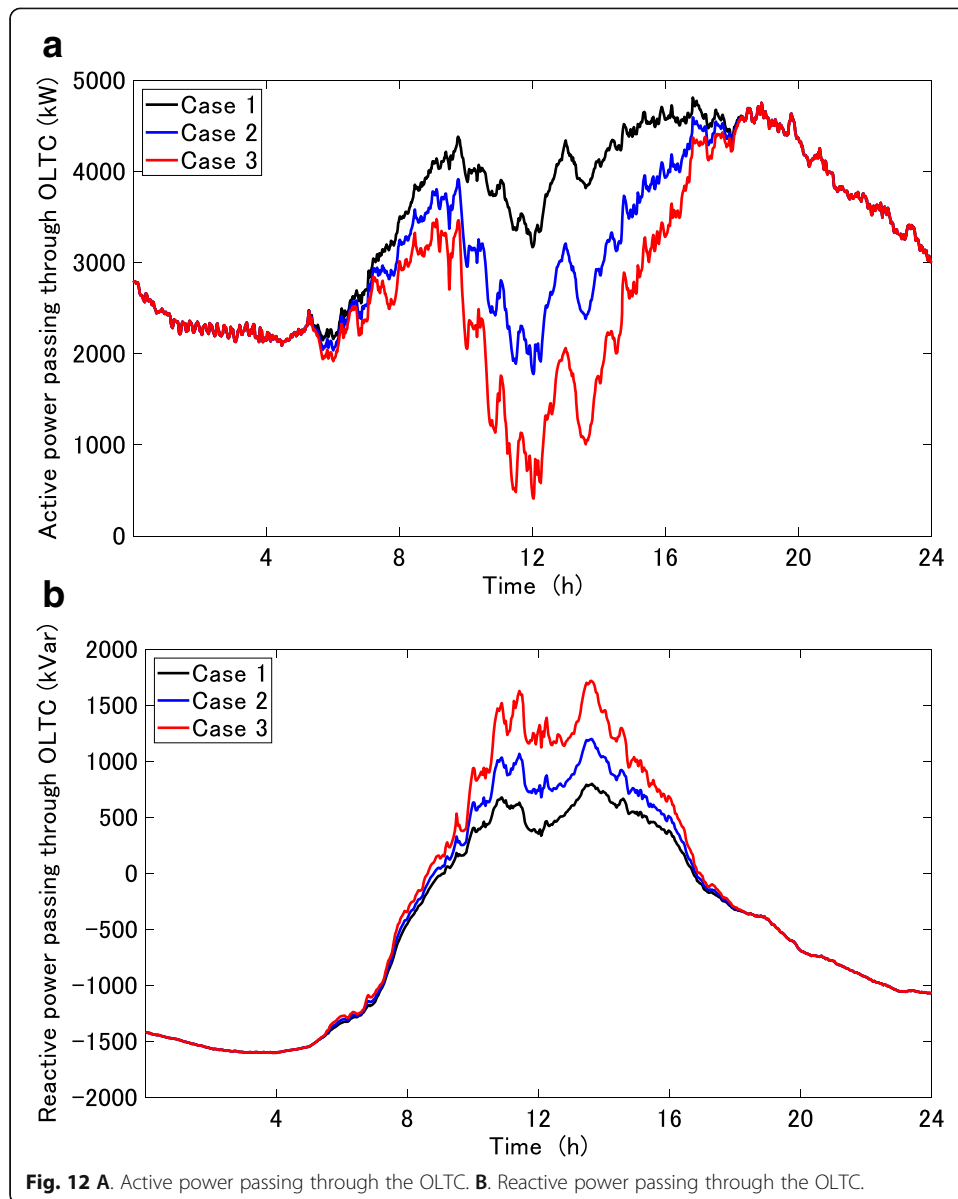 a
Active power passing through OLTC (kW)
5000
4000
3000
2000
1000
0
Case 1
Case 2
Case 3
4 8 12 16 20 24
Time (h)
b
Reactive power passing through OLTC (kVar)
2000
1500
1000
500
0
-500
-1000
-1500
-2000
Case 1
Case 2
Case 3
4 8 12 16 20 24
Time (h)
Fig. 12 A. Active power passing through the OLTC. B. Reactive power passing through the OLTC.